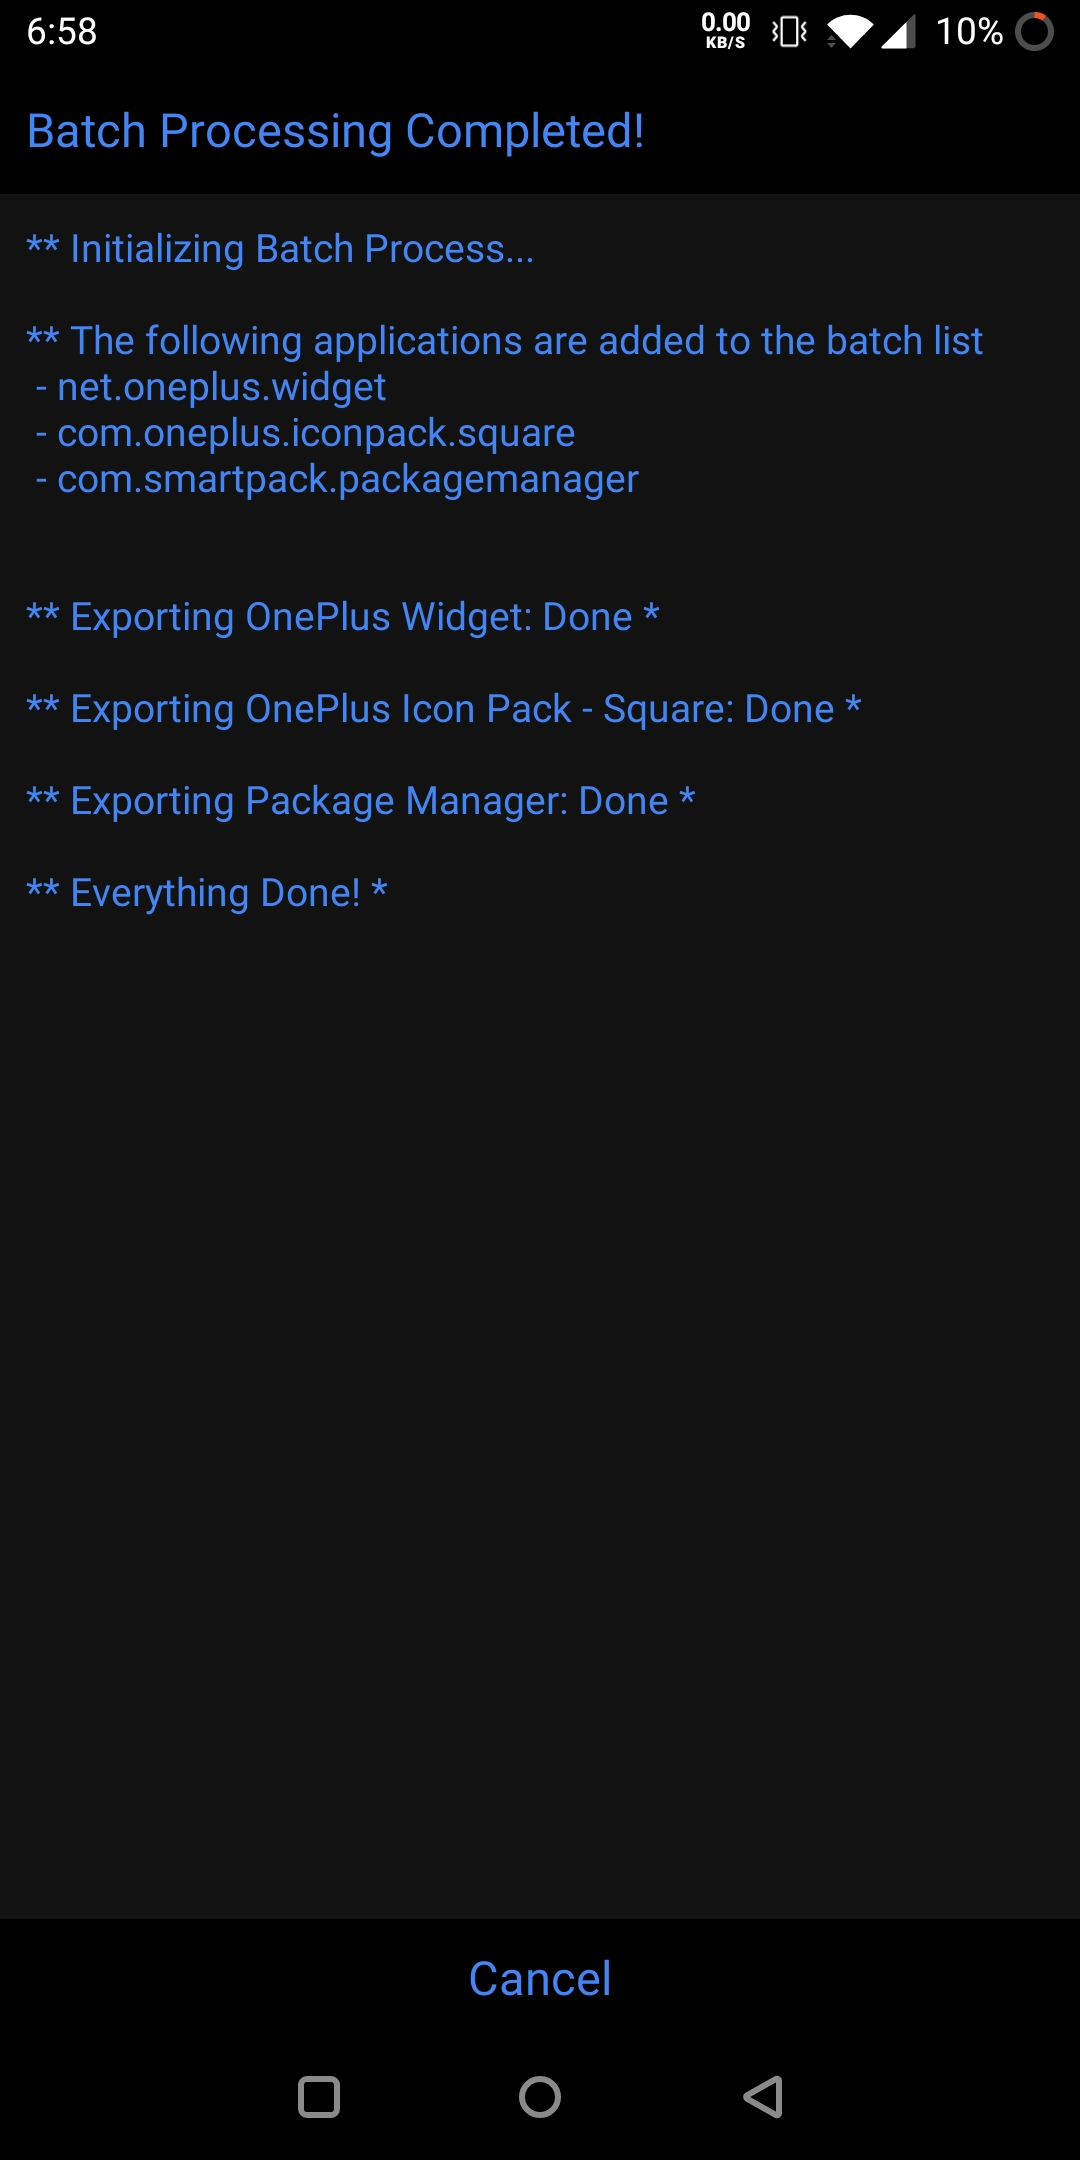 6:58
0.00
KB/S
10%
Batch Processing Completed!
** Initializing Batch Process...
** The following applications are added to the batch list
- net.oneplus.widget
- com.oneplus.iconpack.square
- com.smartpack.packagemanager
** Exporting OnePlus Widget: Done *
** Exporting OnePlus Icon Pack - Square: Done *
** Exporting Package Manager: Done *
** Everything Done! *
Cancel